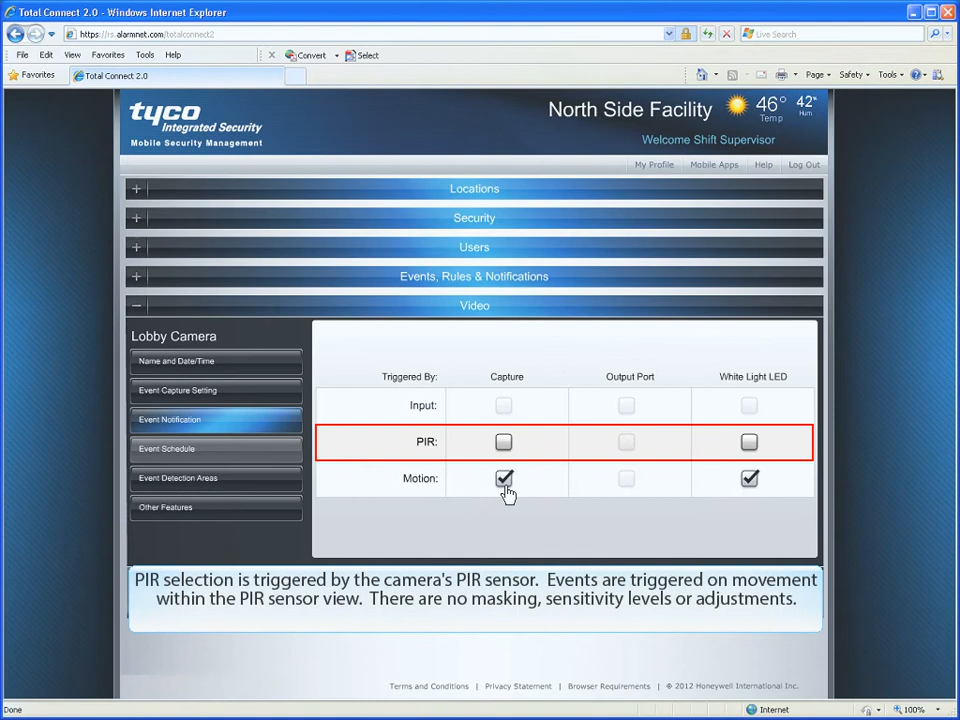 Total Connect 2.0 - Windows Internet Explorer
https://rs.alarmnet.com/totalconnect2
Live Search
File Edit View Favorites Tools Help
Convert Select
Favorites
Total Connect 2.0
Page Safety Tools
tyco
Integrated Security
Mobile Security Management
North Side Facility
46° Temp
42% Hum
Welcome Shift Supervisor
My Profile Mobile Apps Help Log Out
Locations
Security
Users
Events, Rules & Notifications
Video
Lobby Camera
Name and Date/Time
Event Capture Setting
Event Notification
Event Schedule
Event Detection Areas
Other Features
Triggered By: Capture Output Port White Light LED
Input:
PIR:
Motion:
PIR selection is triggered by the camera's PIR sensor. Events are triggered on movement
within the PIR sensor view. There are no masking, sensitivity levels or adjustments.
Terms and Conditions | Privacy Statement | Browser Requirements | © 2012 Honeywell International Inc.
Done
Internet
100%